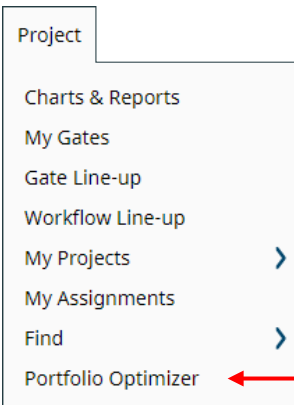 Project
Charts & Reports
My Gates
Gate Line-up
Workflow Line-up
My Projects
My Assignments
Find
Portfolio Optimizer